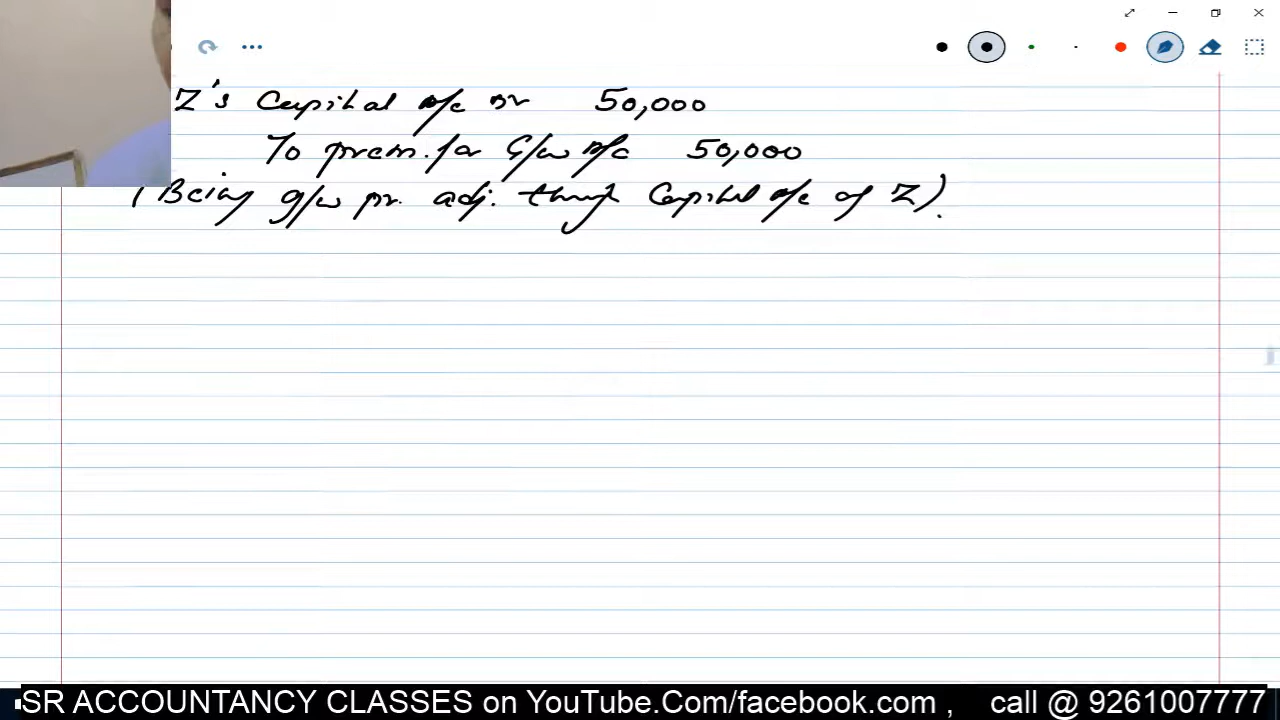 Z's Capital A/c Dr 50,000
To prem. for G/w A/c 50,000
(Being g/w pr. adj. through Capital A/c of Z).
SR ACCOUNTANCY CLASSES on YouTube.Com/facebook.com , call @ 9261007777